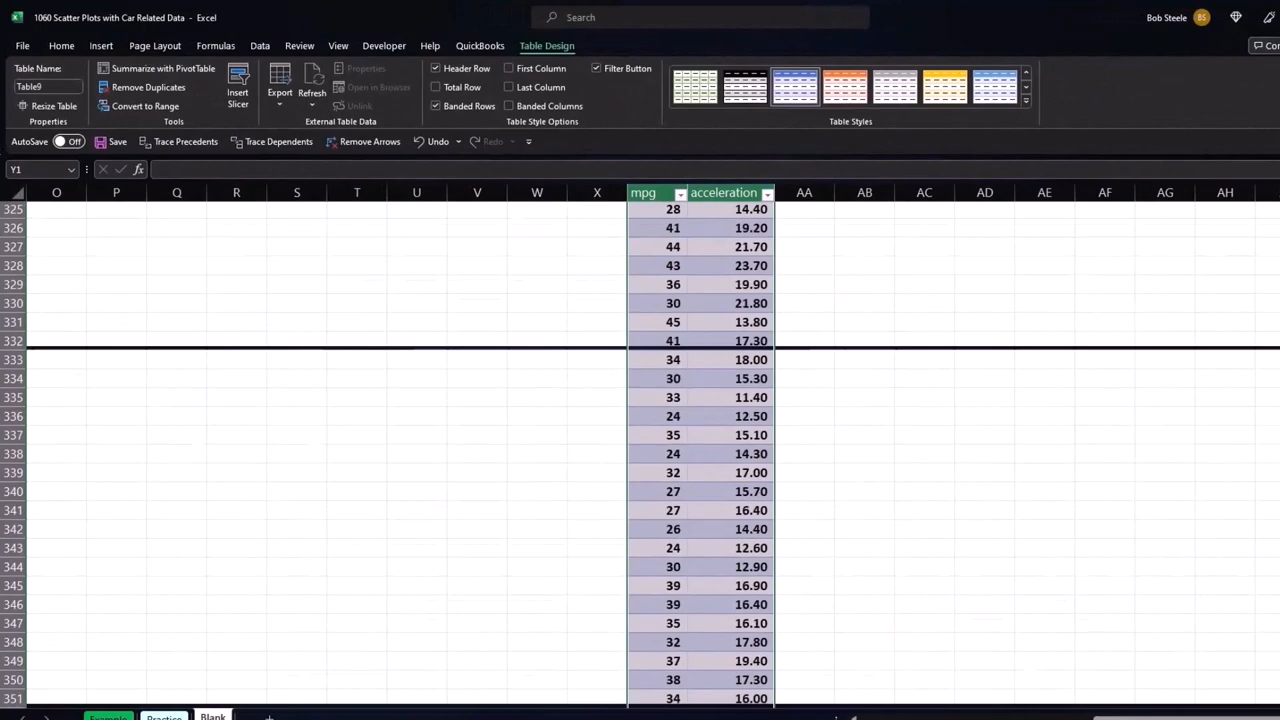 1060 Scatter Plots with Car Related Data - Excel
Search
Bob Steele BS
File Home Insert Page Layout Formulas Data Review View Developer Help QuickBooks Table Design
Table Name:
Table9
Resize Table
Properties
Summarize with PivotTable
Remove Duplicates
Convert to Range
Tools
Insert
Slicer
Export
Refresh
Properties
Open in Browser
Unlink
External Table Data
Header Row First Column Filter Button
Total Row Last Column
Banded Rows Banded Columns
Table Style Options
Table Styles
AutoSave Off Save Trace Precedents Trace Dependents Remove Arrows Undo Redo
Y1 fx
O P Q R S T U V W X mpg acceleration AA AB AC AD AE AF AG AH
325 28 14.40
326 41 19.20
327 44 21.70
328 43 23.70
329 36 19.90
330 30 21.80
331 45 13.80
332 41 17.30
333 34 18.00
334 30 15.30
335 33 11.40
336 24 12.50
337 35 15.10
338 24 14.30
339 32 17.00
340 27 15.70
341 27 16.40
342 26 14.40
343 24 12.60
344 30 12.90
345 39 16.90
346 39 16.40
347 35 16.10
348 32 17.80
349 37 19.40
350 38 17.30
351 34 16.00
Example Practice Blank